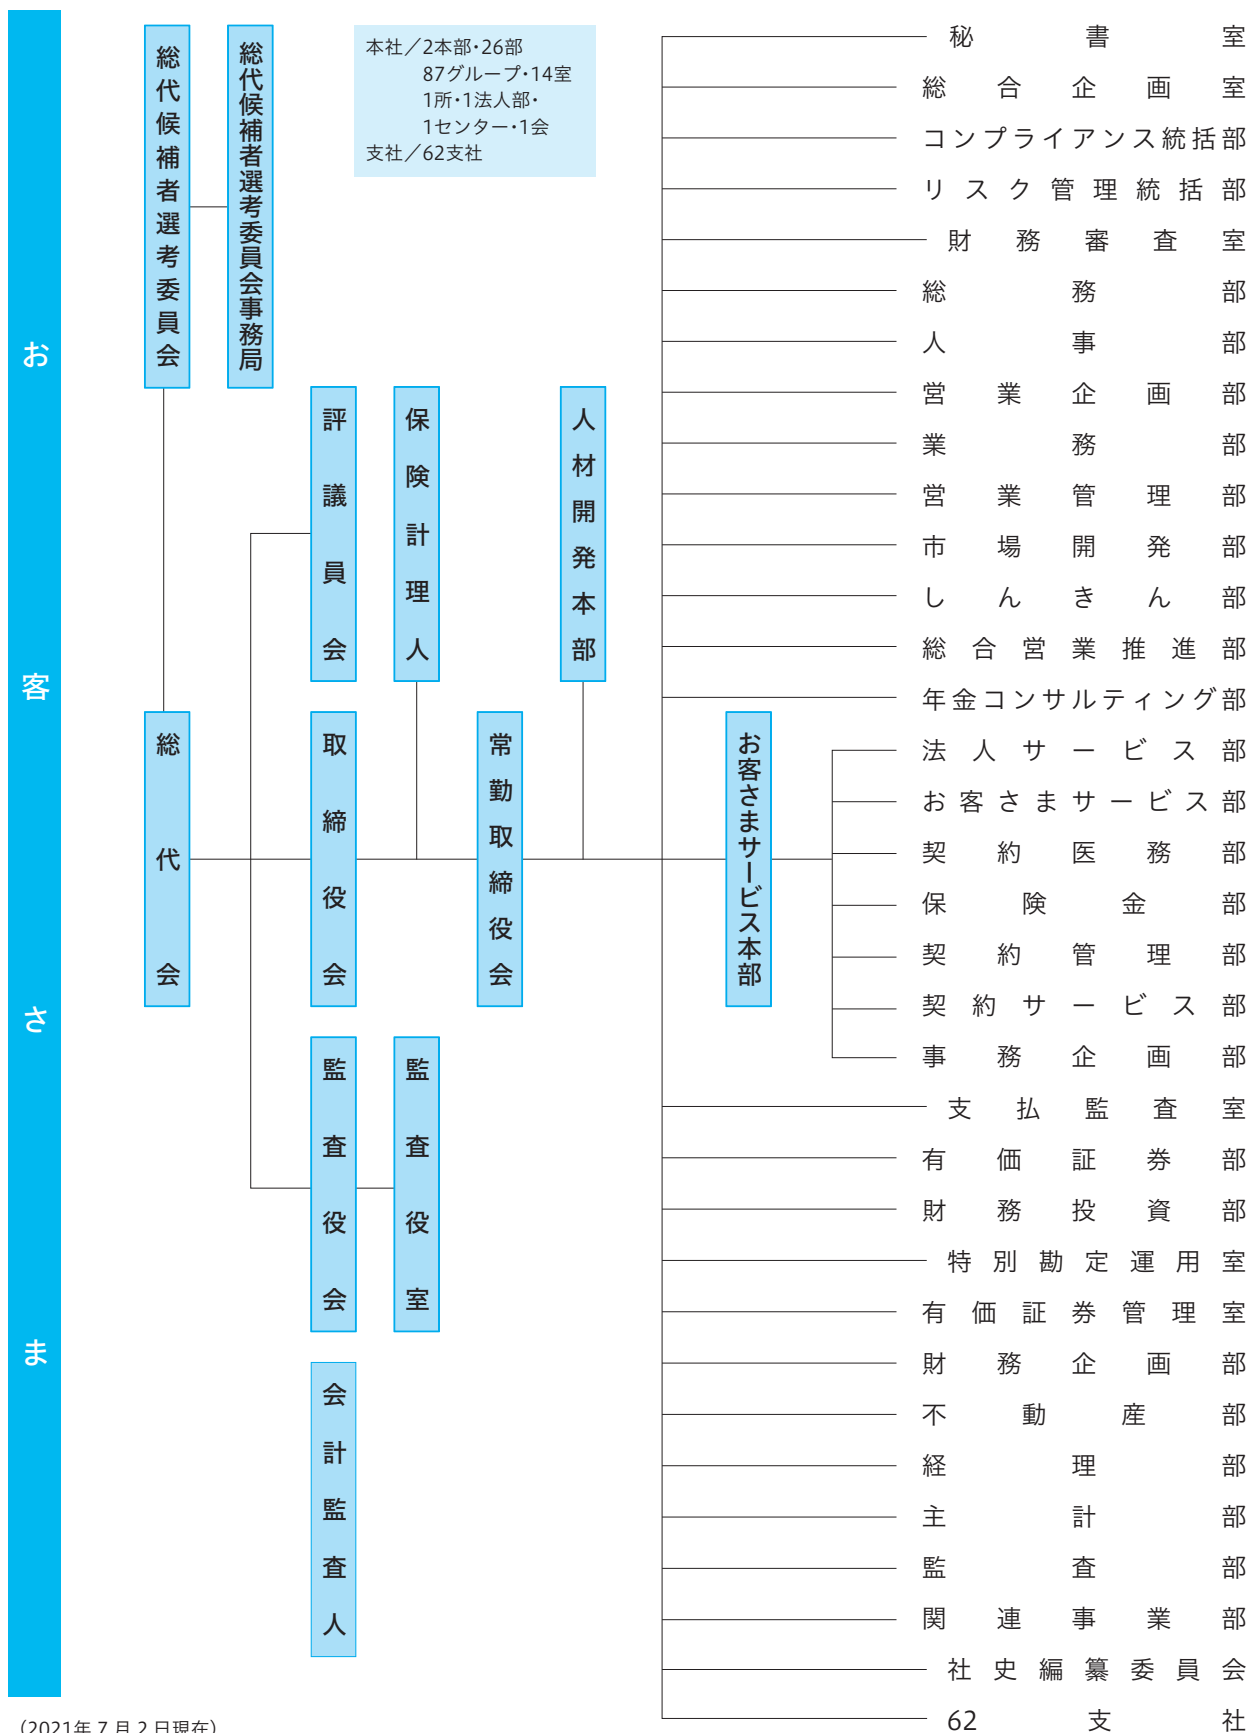 お客さま
総代候補者選考委員会
総代候補者選考委員会事務局
本社／2本部・26部
87グループ・14室
1所・1法人部・
1センター・1会
支社／62支社
評議員会
保険計理人
人材開発本部
総代会
取締役会
常勤取締役会
お客さまサービス本部
監査役会
監査役室
会計監査人
秘書室
総合企画室
コンプライアンス統括部
リスク管理統括部
財務審査室
総務部
人事部
営業企画部
業務部
営業管理部
市場開発部
しんきん部
総合営業推進部
年金コンサルティング部
法人サービス部
お客さまサービス部
契約医務部
保険金部
契約管理部
契約サービス部
事務企画部
支払監査室
有価証券部
財務投資部
特別勘定運用室
有価証券管理室
財務企画部
不動産部
経理部
主計部
監査部
関連事業部
社史編纂委員会
62支社
（2021年7月2日現在）